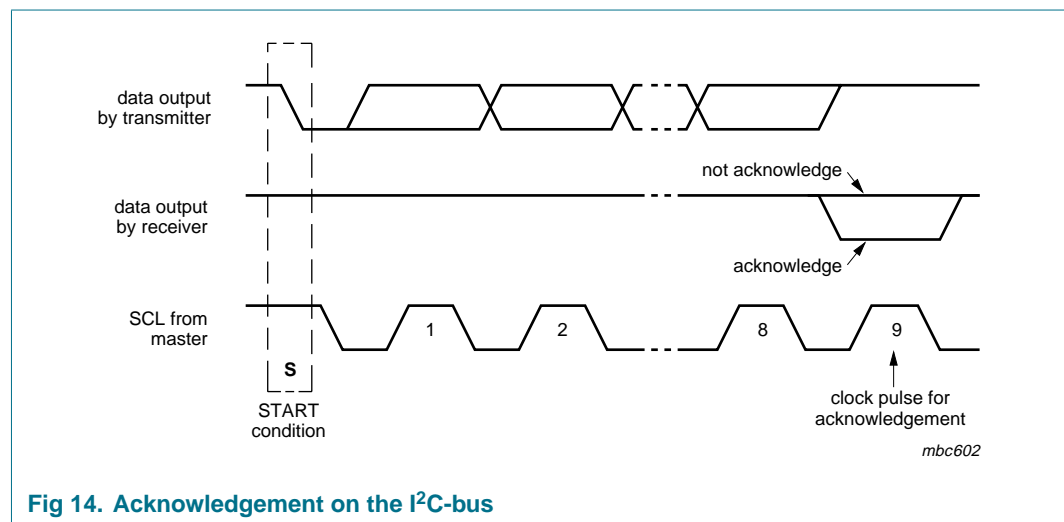 data output
by transmitter
not acknowledge
data output
by receiver
acknowledge
SCL from
master
1
2
8
9
S
START
condition
clock pulse for
acknowledgement
mbc602
Fig 14. Acknowledgement on the I²C-bus